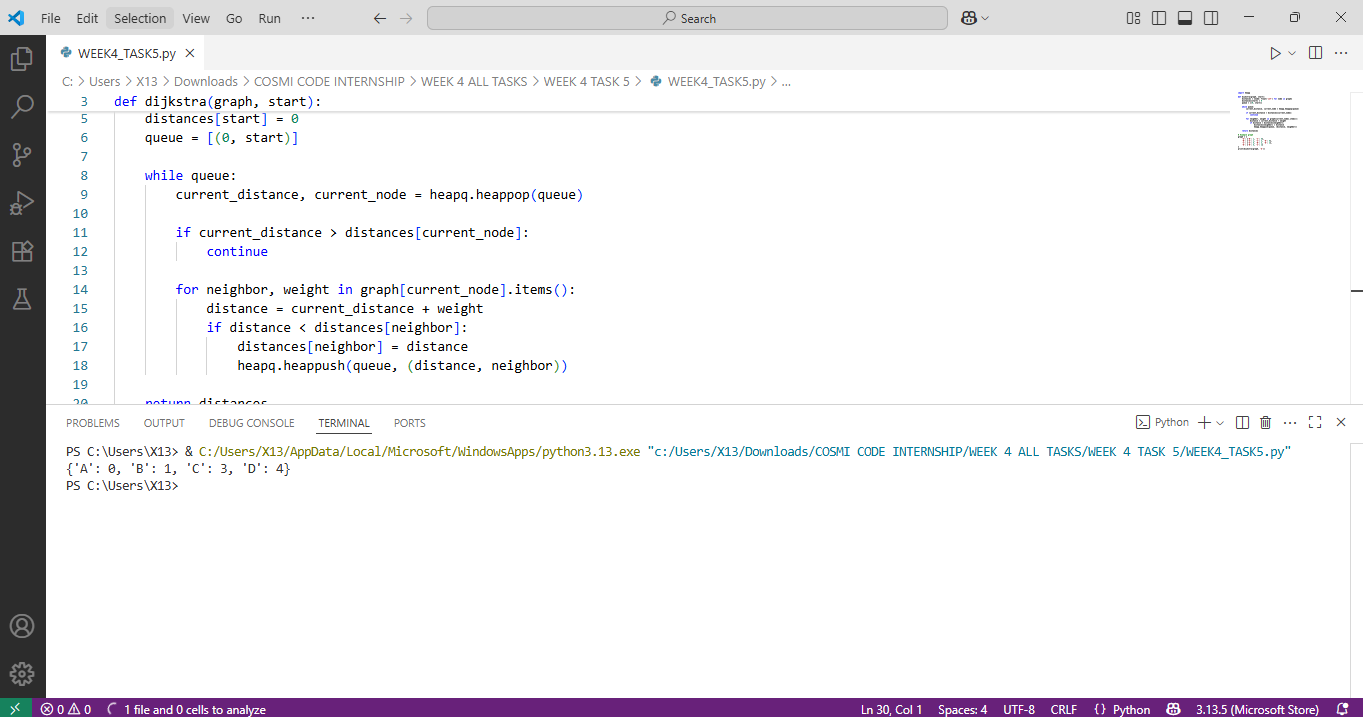 File Edit Selection View Go Run ··· Search
WEEK4_TASK5.py
C: > Users > X13 > Downloads > COSMI CODE INTERNSHIP > WEEK 4 ALL TASKS > WEEK 4 TASK 5 > WEEK4_TASK5.py > ...
3 def dijkstra(graph, start):
5 distances[start] = 0
6 queue = [(0, start)]
7
8 while queue:
9 current_distance, current_node = heapq.heappop(queue)
10
11 if current_distance > distances[current_node]:
12 continue
13
14 for neighbor, weight in graph[current_node].items():
15 distance = current_distance + weight
16 if distance < distances[neighbor]:
17 distances[neighbor] = distance
18 heapq.heappush(queue, (distance, neighbor))
19
20 return distances
PROBLEMS OUTPUT DEBUG CONSOLE TERMINAL PORTS Python
PS C:\Users\X13> & C:/Users/X13/AppData/Local/Microsoft/WindowsApps/python3.13.exe "c:/Users/X13/Downloads/COSMI CODE INTERNSHIP/WEEK 4 ALL TASKS/WEEK 4 TASK 5/WEEK4_TASK5.py"
{'A': 0, 'B': 1, 'C': 3, 'D': 4}
PS C:\Users\X13>
0 0 1 file and 0 cells to analyze Ln 30, Col 1 Spaces: 4 UTF-8 CRLF {} Python 3.13.5 (Microsoft Store)